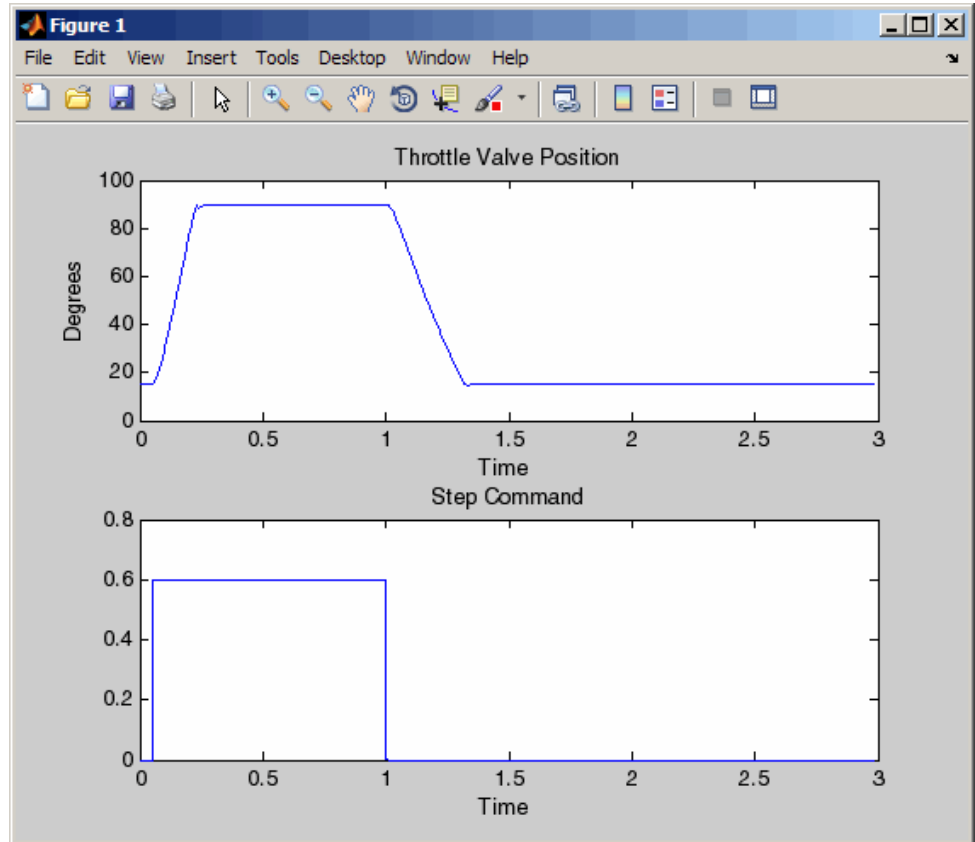 Figure 1
File Edit View Insert Tools Desktop Window Help
Throttle Valve Position
100
80
60
40
20
0
Degrees
0 0.5 1 1.5 2 2.5 3
Time
Step Command
0.8
0.6
0.4
0.2
0
0 0.5 1 1.5 2 2.5 3
Time